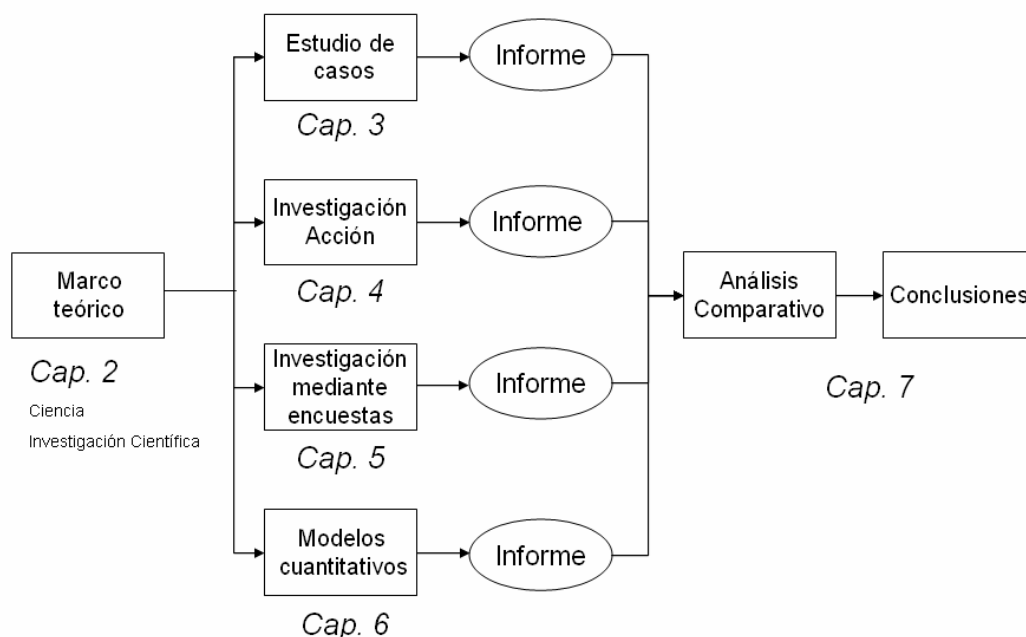 Marco
teórico
Cap. 2
Ciencia
Investigación Científica
Estudio de
casos
Cap. 3
Informe
Investigación
Acción
Cap. 4
Informe
Investigación
mediante
encuestas
Cap. 5
Informe
Modelos
cuantitativos
Cap. 6
Informe
Análisis
Comparativo
Conclusiones
Cap. 7